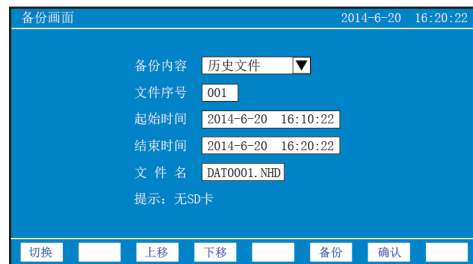 备份画面 2014-6-20 16:20:22
备份内容 历史文件
文件序号 001
起始时间 2014-6-20 16:10:22
结束时间 2014-6-20 16:20:22
文 件 名 DAT0001.NHD
提示：无SD卡
切换 上移 下移 备份 确认